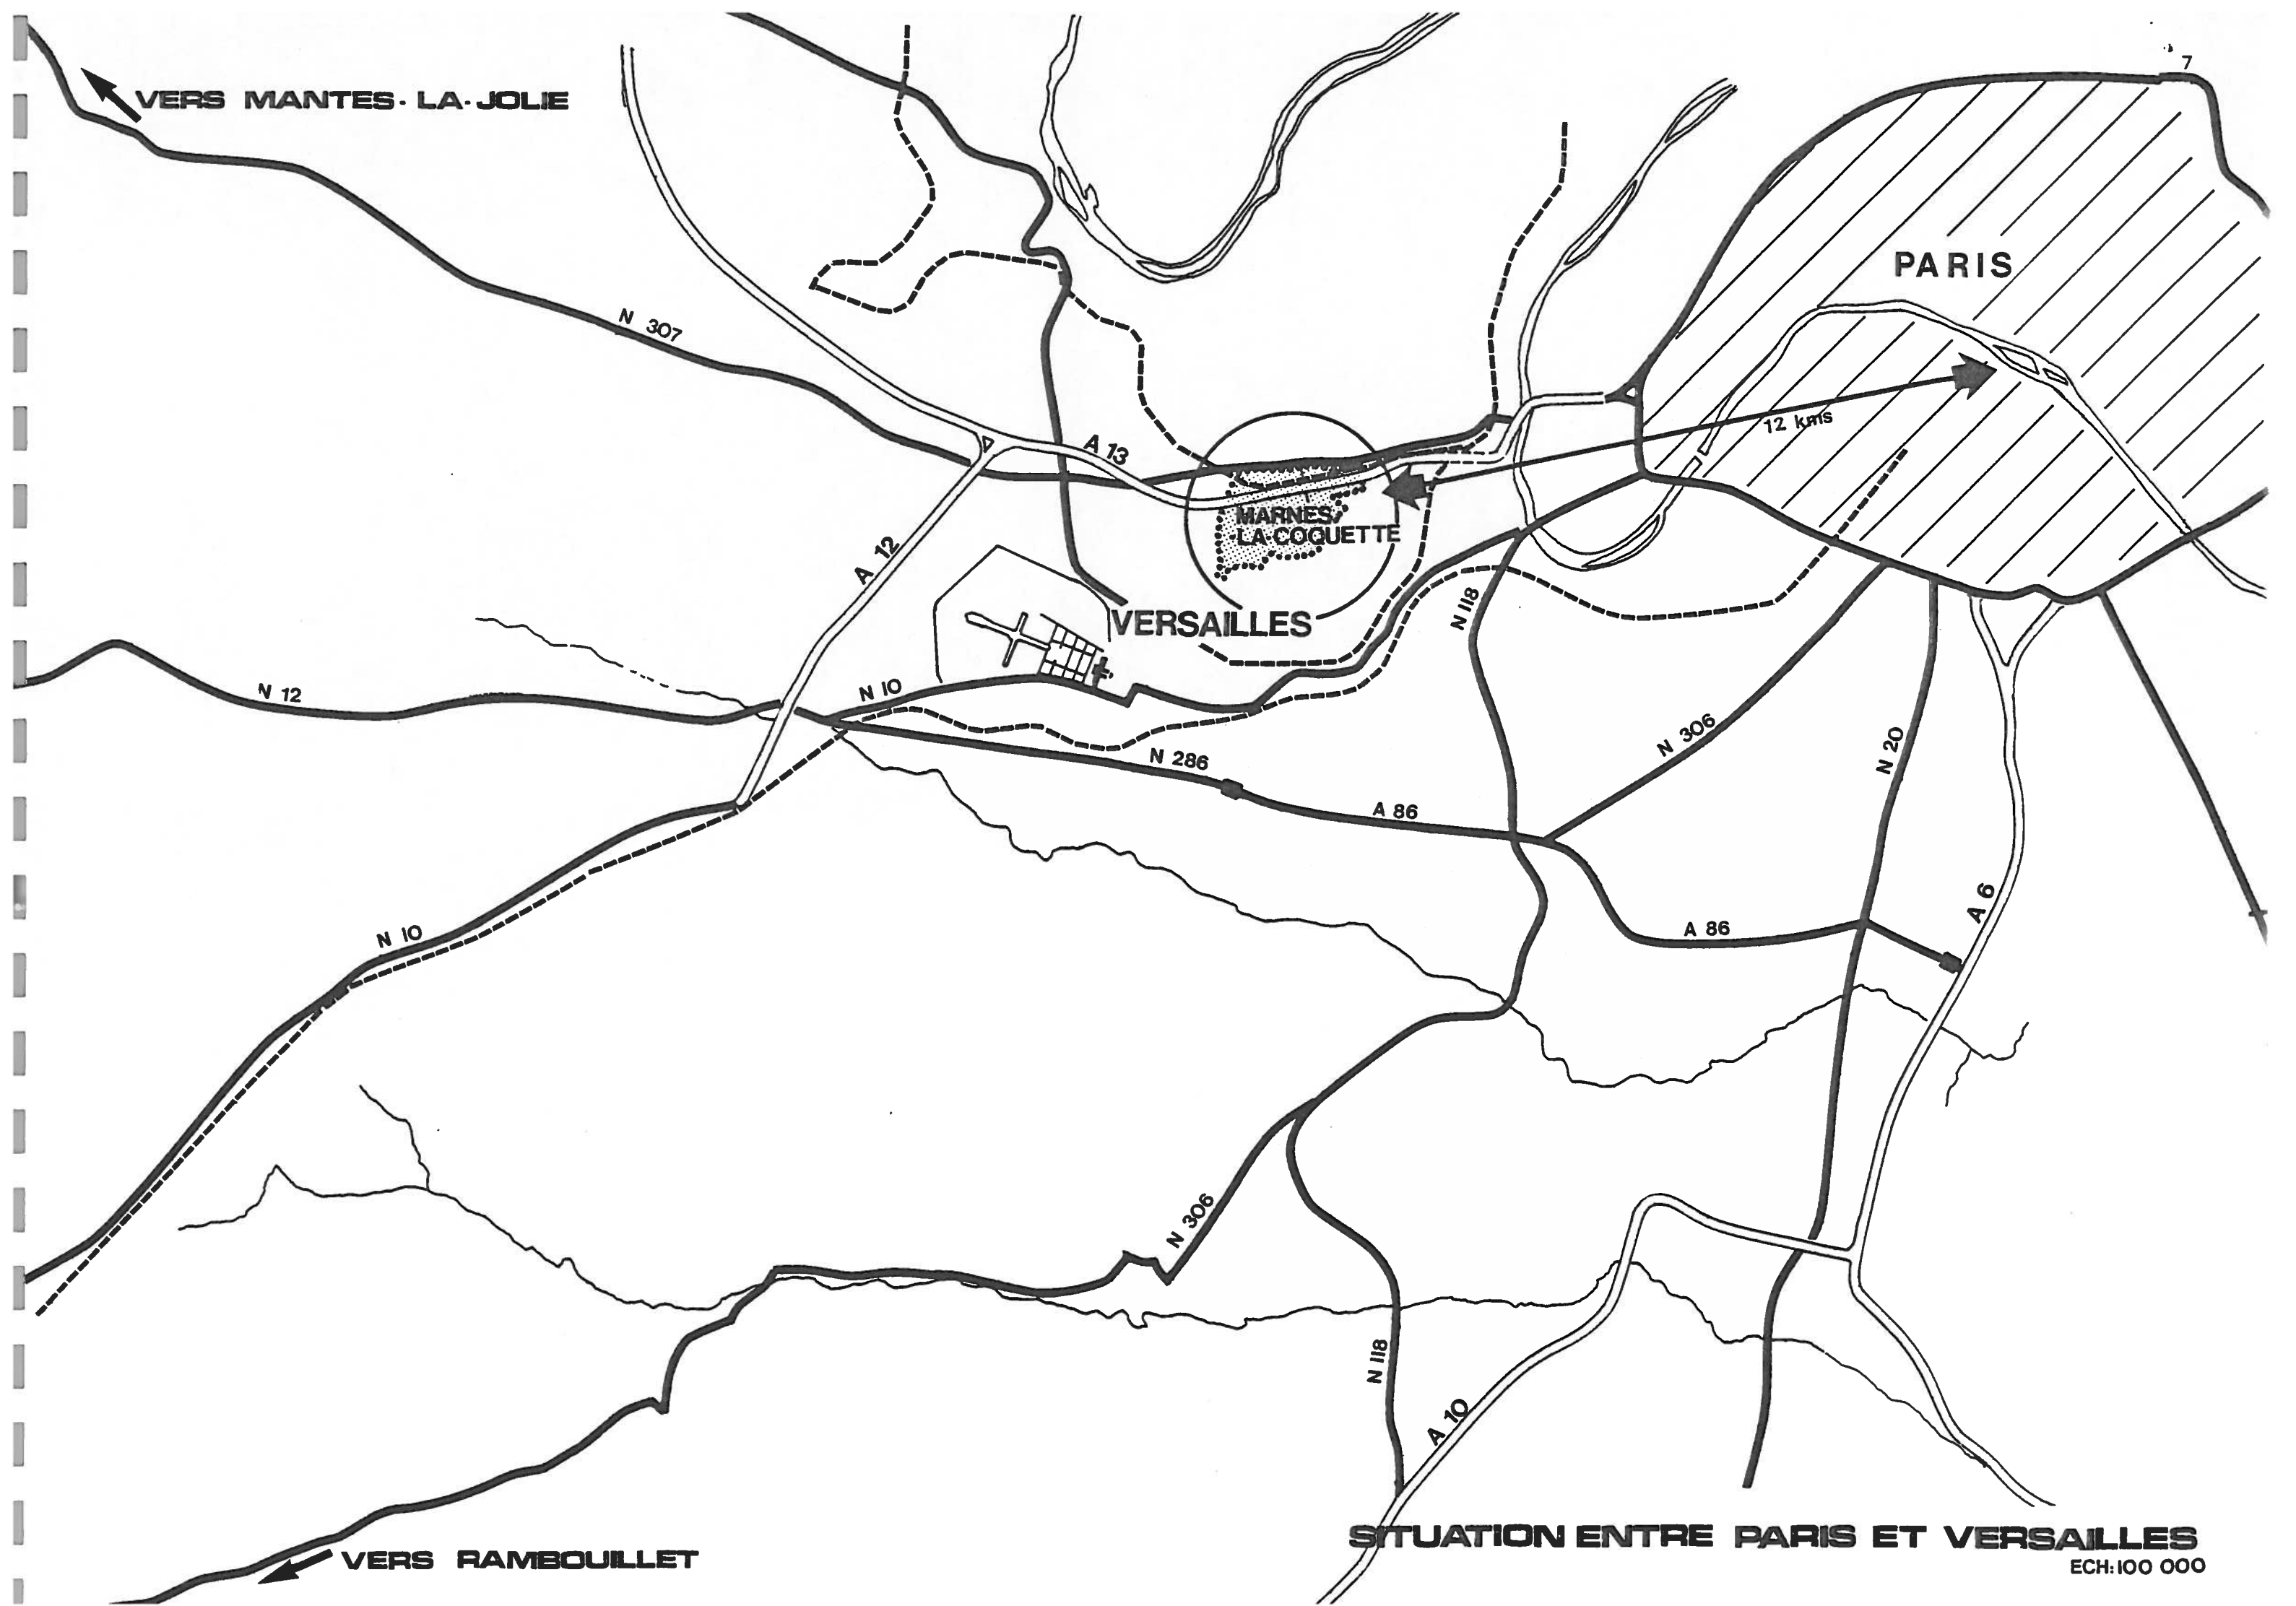 7
VERS MANTES-LA-JOLIE
PARIS
N 307
12 kms
A 13
MARNES
LA COQUETTE
A 12
N 118
VERSAILLES
N 12
N 10
N 306
N 20
N 286
A 86
A 6
A 86
N 10
N 306
N 118
A 10
SITUATION ENTRE PARIS ET VERSAILLES
ECH:100 000
VERS RAMBOUILLET